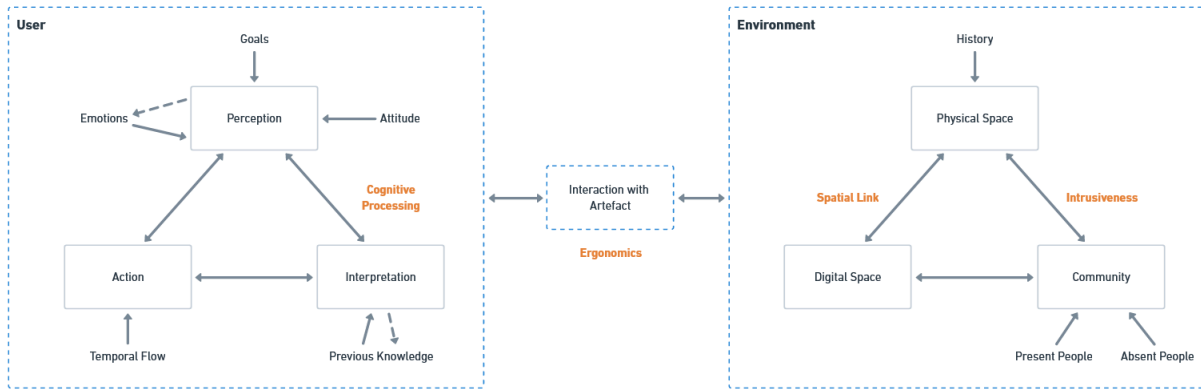 User
Goals
Emotions
Perception
Attitude
Cognitive
Processing
Action
Interpretation
Temporal Flow
Previous Knowledge
Interaction with
Artefact
Ergonomics
Environment
History
Physical Space
Spatial Link
Intrusiveness
Digital Space
Community
Present People
Absent People